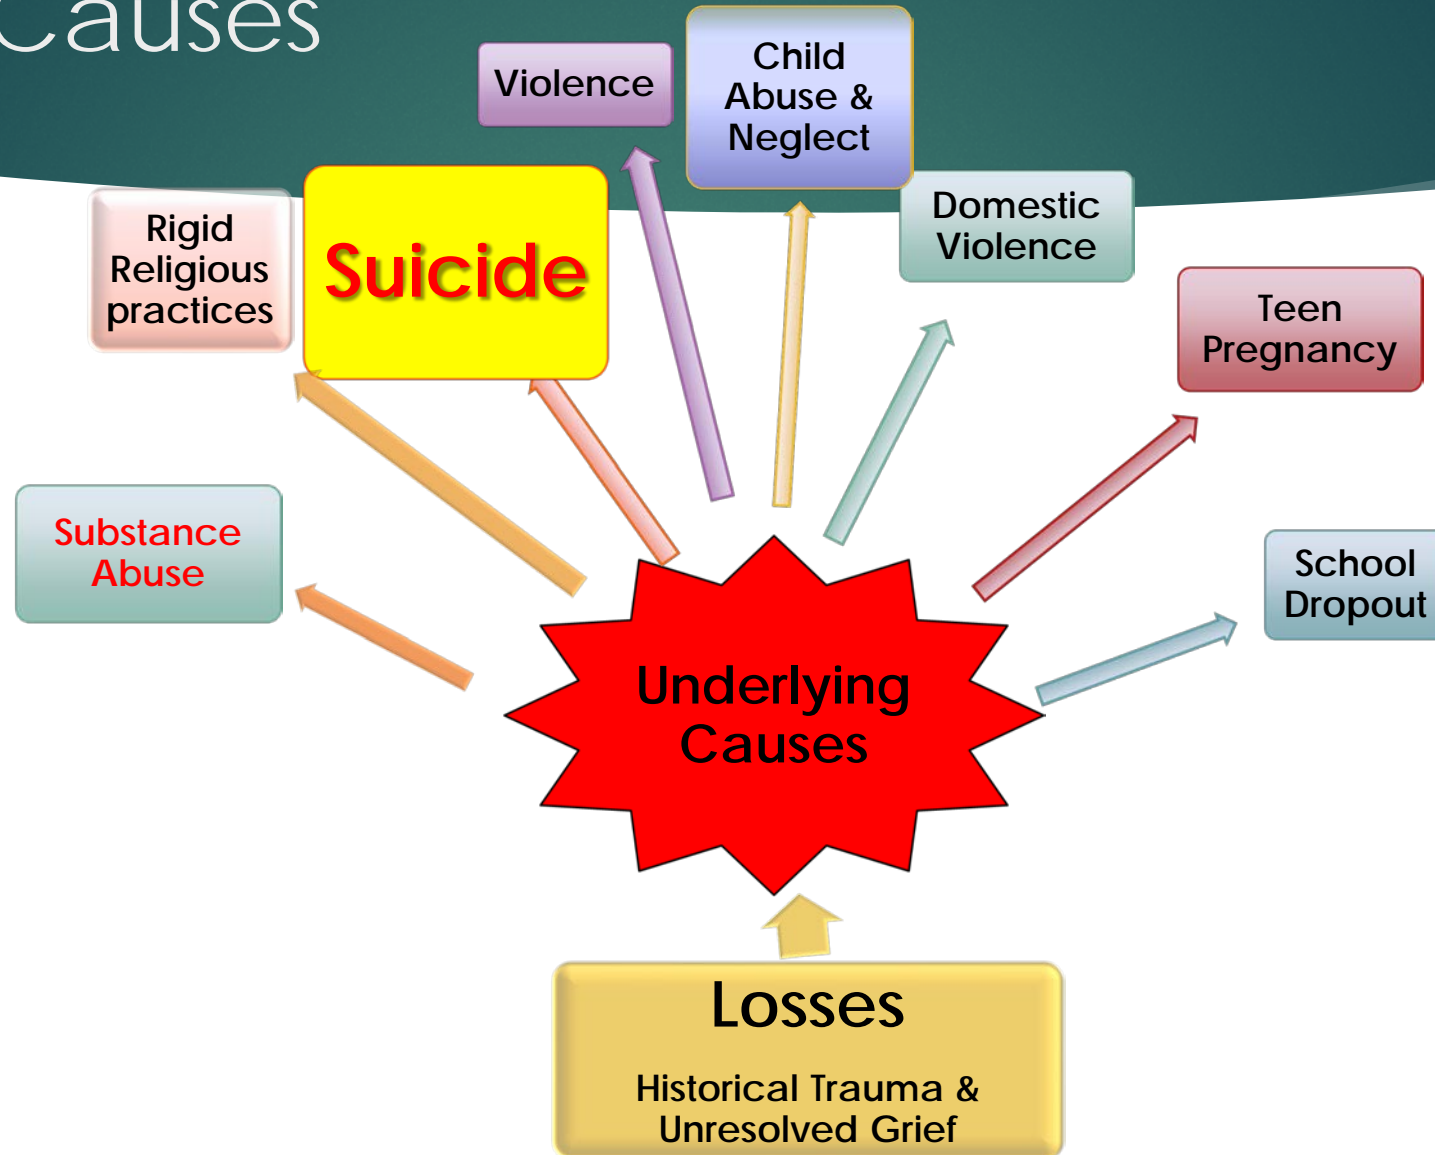 Causes
Violence
Child
Abuse &
Neglect
Rigid
Religious
practices
Suicide
Domestic
Violence
Teen
Pregnancy
Substance
Abuse
School
Dropout
Underlying
Causes
Losses
Historical Trauma &
Unresolved Grief